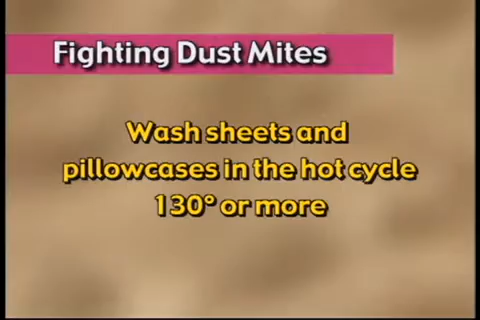 Fighting Dust Mites
Wash sheets and
pillowcases in the hot cycle
130° or more